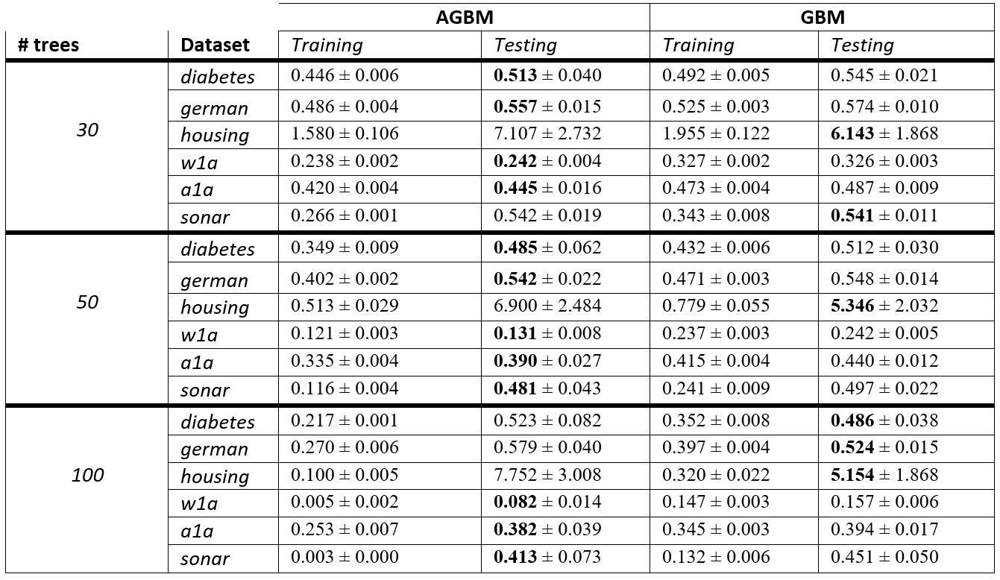 AGBM GBM
# trees Dataset Training Testing Training Testing
30 diabetes 0.446 ± 0.006 0.513 ± 0.040 0.492 ± 0.005 0.545 ± 0.021
german 0.486 ± 0.004 0.557 ± 0.015 0.525 ± 0.003 0.574 ± 0.010
housing 1.580 ± 0.106 7.107 ± 2.732 1.955 ± 0.122 6.143 ± 1.868
w1a 0.238 ± 0.002 0.242 ± 0.004 0.327 ± 0.002 0.326 ± 0.003
a1a 0.420 ± 0.004 0.445 ± 0.016 0.473 ± 0.004 0.487 ± 0.009
sonar 0.266 ± 0.001 0.542 ± 0.019 0.343 ± 0.008 0.541 ± 0.011
50 diabetes 0.349 ± 0.009 0.485 ± 0.062 0.432 ± 0.006 0.512 ± 0.030
german 0.402 ± 0.002 0.542 ± 0.022 0.471 ± 0.003 0.548 ± 0.014
housing 0.513 ± 0.029 6.900 ± 2.484 0.779 ± 0.055 5.346 ± 2.032
w1a 0.121 ± 0.003 0.131 ± 0.008 0.237 ± 0.003 0.242 ± 0.005
a1a 0.335 ± 0.004 0.390 ± 0.027 0.415 ± 0.004 0.440 ± 0.012
sonar 0.116 ± 0.004 0.481 ± 0.043 0.241 ± 0.009 0.497 ± 0.022
100 diabetes 0.217 ± 0.001 0.523 ± 0.082 0.352 ± 0.008 0.486 ± 0.038
german 0.270 ± 0.006 0.579 ± 0.040 0.397 ± 0.004 0.524 ± 0.015
housing 0.100 ± 0.005 7.752 ± 3.008 0.320 ± 0.022 5.154 ± 1.868
w1a 0.005 ± 0.002 0.082 ± 0.014 0.147 ± 0.003 0.157 ± 0.006
a1a 0.253 ± 0.007 0.382 ± 0.039 0.345 ± 0.003 0.394 ± 0.017
sonar 0.003 ± 0.000 0.413 ± 0.073 0.132 ± 0.006 0.451 ± 0.050